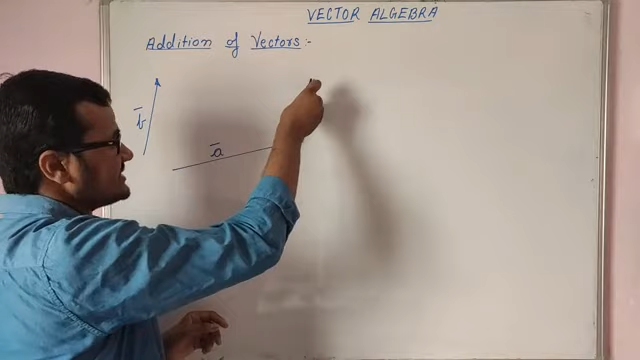 VECTOR ALGEBRA
Addition of Vectors :-
b̄
ā